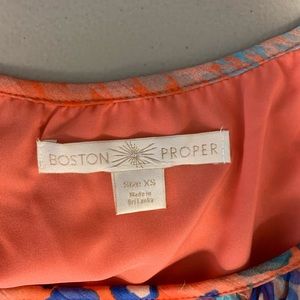 BOSTON PROPER
Size: XS
Made in
Sri Lanka